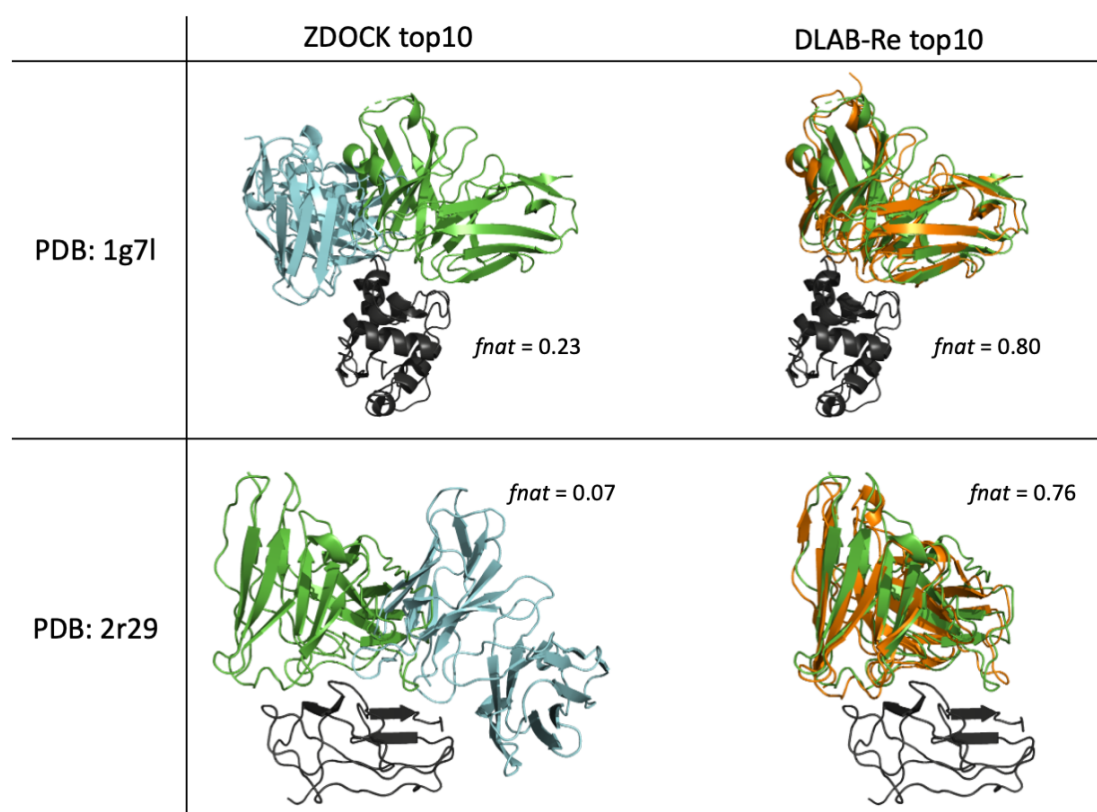 ZDOCK top10
DLAB-Re top10
PDB: 1g7l
fnat = 0.23
fnat = 0.80
PDB: 2r29
fnat = 0.07
fnat = 0.76